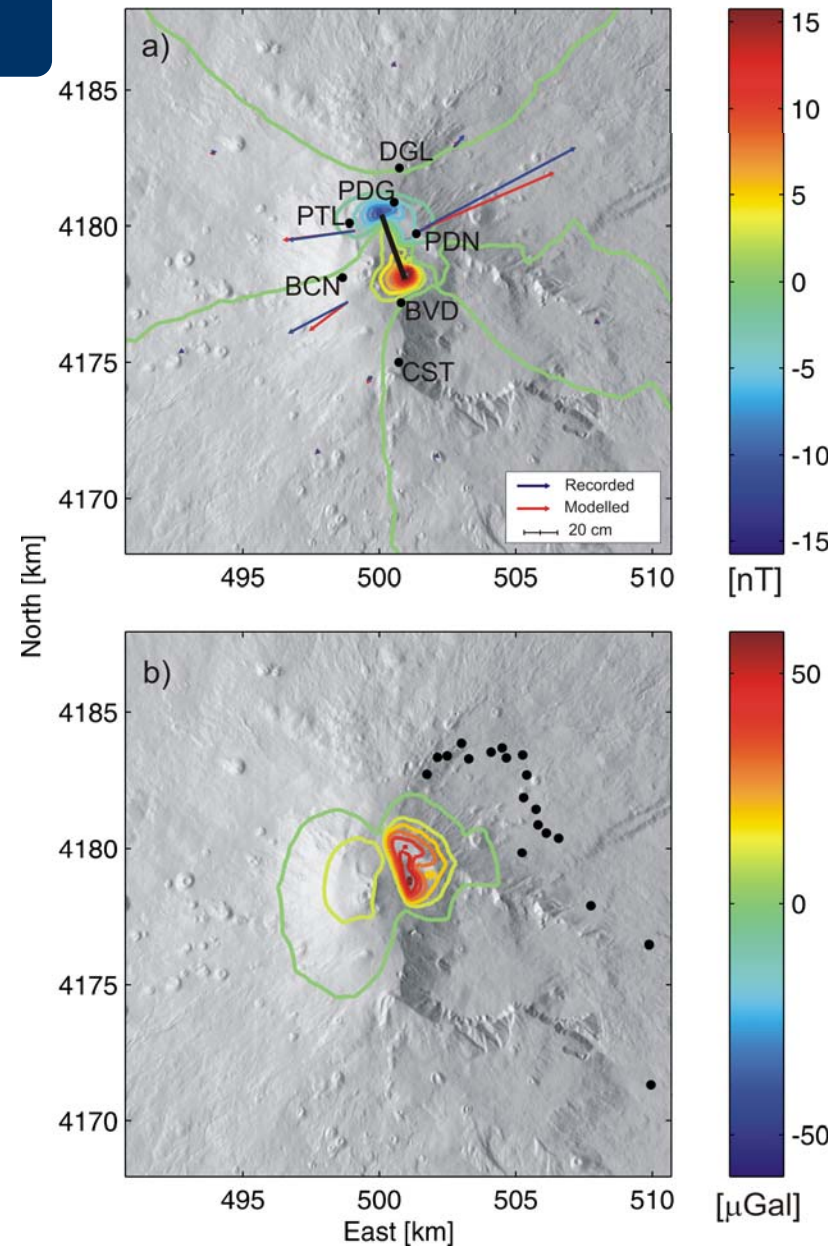 a)
4185
4180
4175
4170
DGL
PDG
PTL
PDN
BCN
BVD
CST
Recorded
Modelled
20 cm
495
500
505
510
15
10
5
0
-5
-10
-15
[nT]
North [km]
b)
4185
4180
4175
4170
495
500
505
510
East [km]
50
0
-50
[µGal]